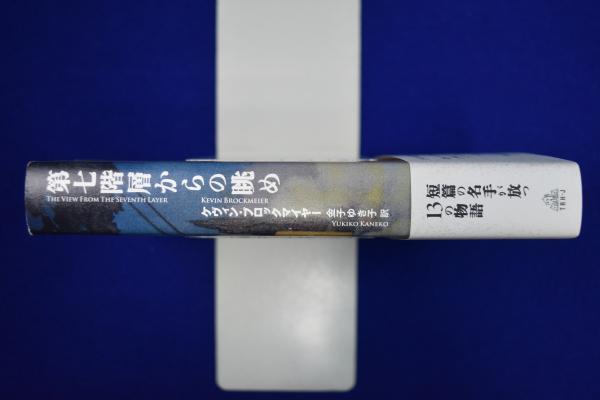 第七階層からの眺め
THE VIEW FROM THE SEVENTH LAYER
KEVIN BROCKMEIER
ケヴィン・ブロックマイヤー 金子ゆき子 訳
YUKIKO KANEKO
短篇の名手が放つ
13の物語
TRH-J